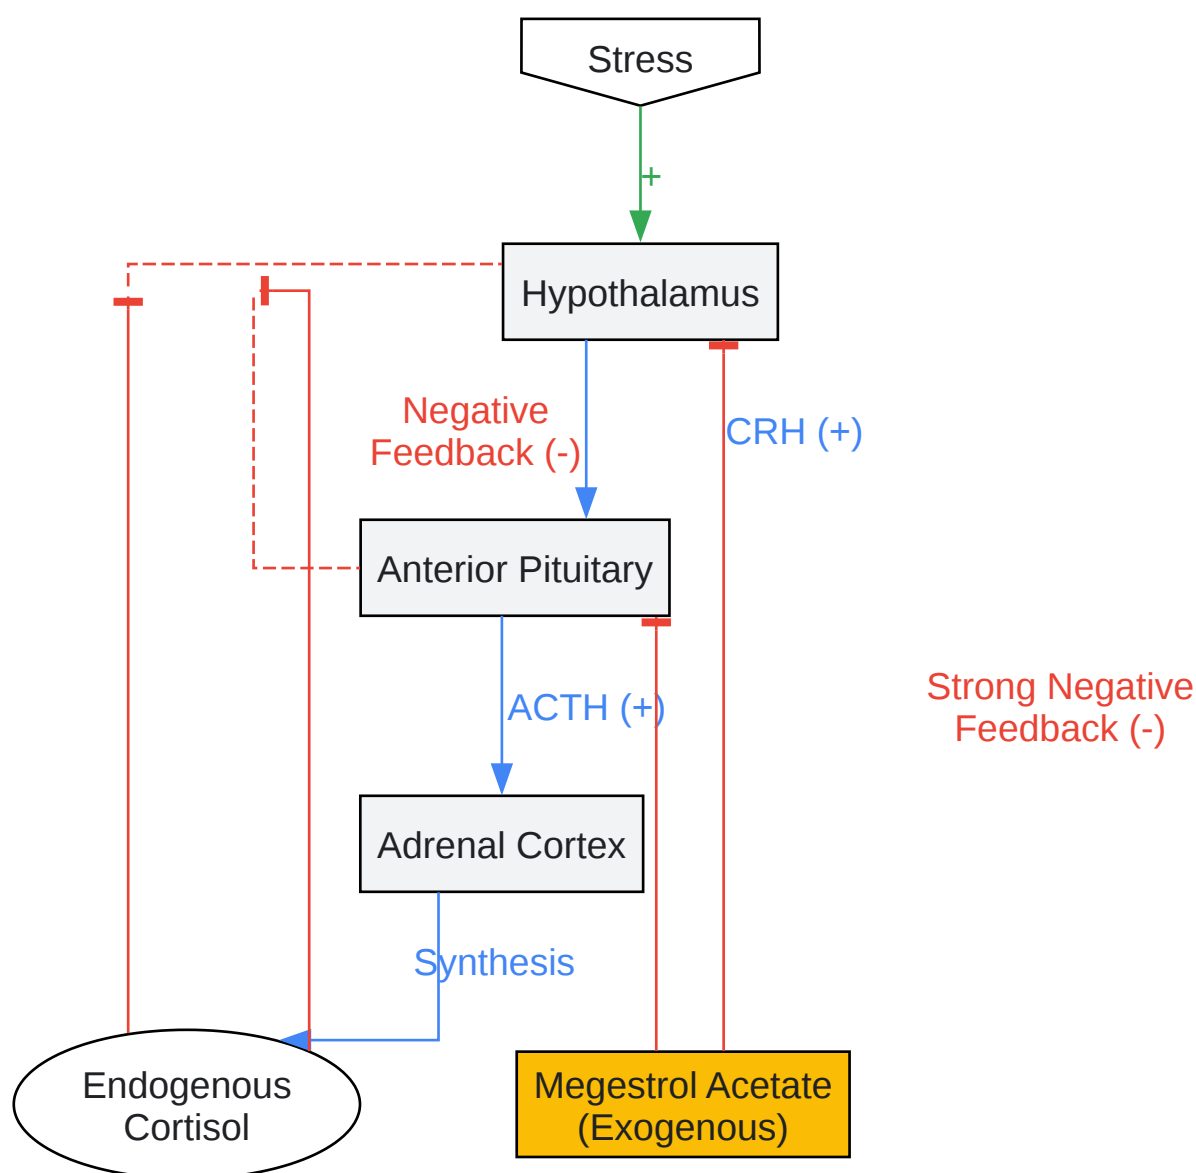 Stress
+
Hypothalamus
Negative
Feedback (-)
CRH (+)
Anterior Pituitary
Strong Negative
Feedback (-)
ACTH (+)
Adrenal Cortex
Synthesis
Endogenous
Cortisol
Megestrol Acetate
(Exogenous)